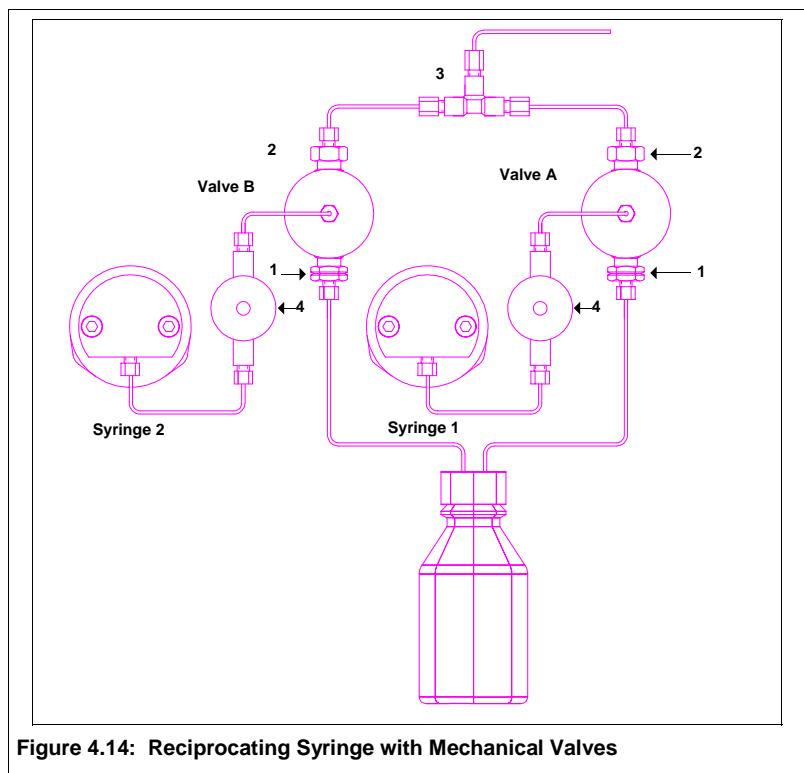 3
2
2
Valve B
Valve A
1
1
4
4
Syringe 2
Syringe 1
Figure 4.14: Reciprocating Syringe with Mechanical Valves